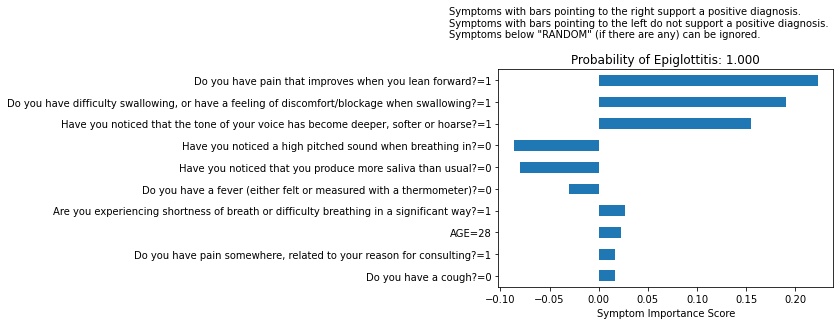 Symptoms with bars pointing to the right support a positive diagnosis.
Symptoms with bars pointing to the left do not support a positive diagnosis.
Symptoms below "RANDOM" (if there are any) can be ignored.
Probability of Epiglottitis: 1.000
Do you have pain that improves when you lean forward?=1
Do you have difficulty swallowing, or have a feeling of discomfort/blockage when swallowing?=1
Have you noticed that the tone of your voice has become deeper, softer or hoarse?=1
Have you noticed a high pitched sound when breathing in?=0
Have you noticed that you produce more saliva than usual?=0
Do you have a fever (either felt or measured with a thermometer)?=0
Are you experiencing shortness of breath or difficulty breathing in a significant way?=1
AGE=28
Do you have pain somewhere, related to your reason for consulting?=1
Do you have a cough?=0
−0.10 −0.05 0.00 0.05 0.10 0.15 0.20
Symptom Importance Score